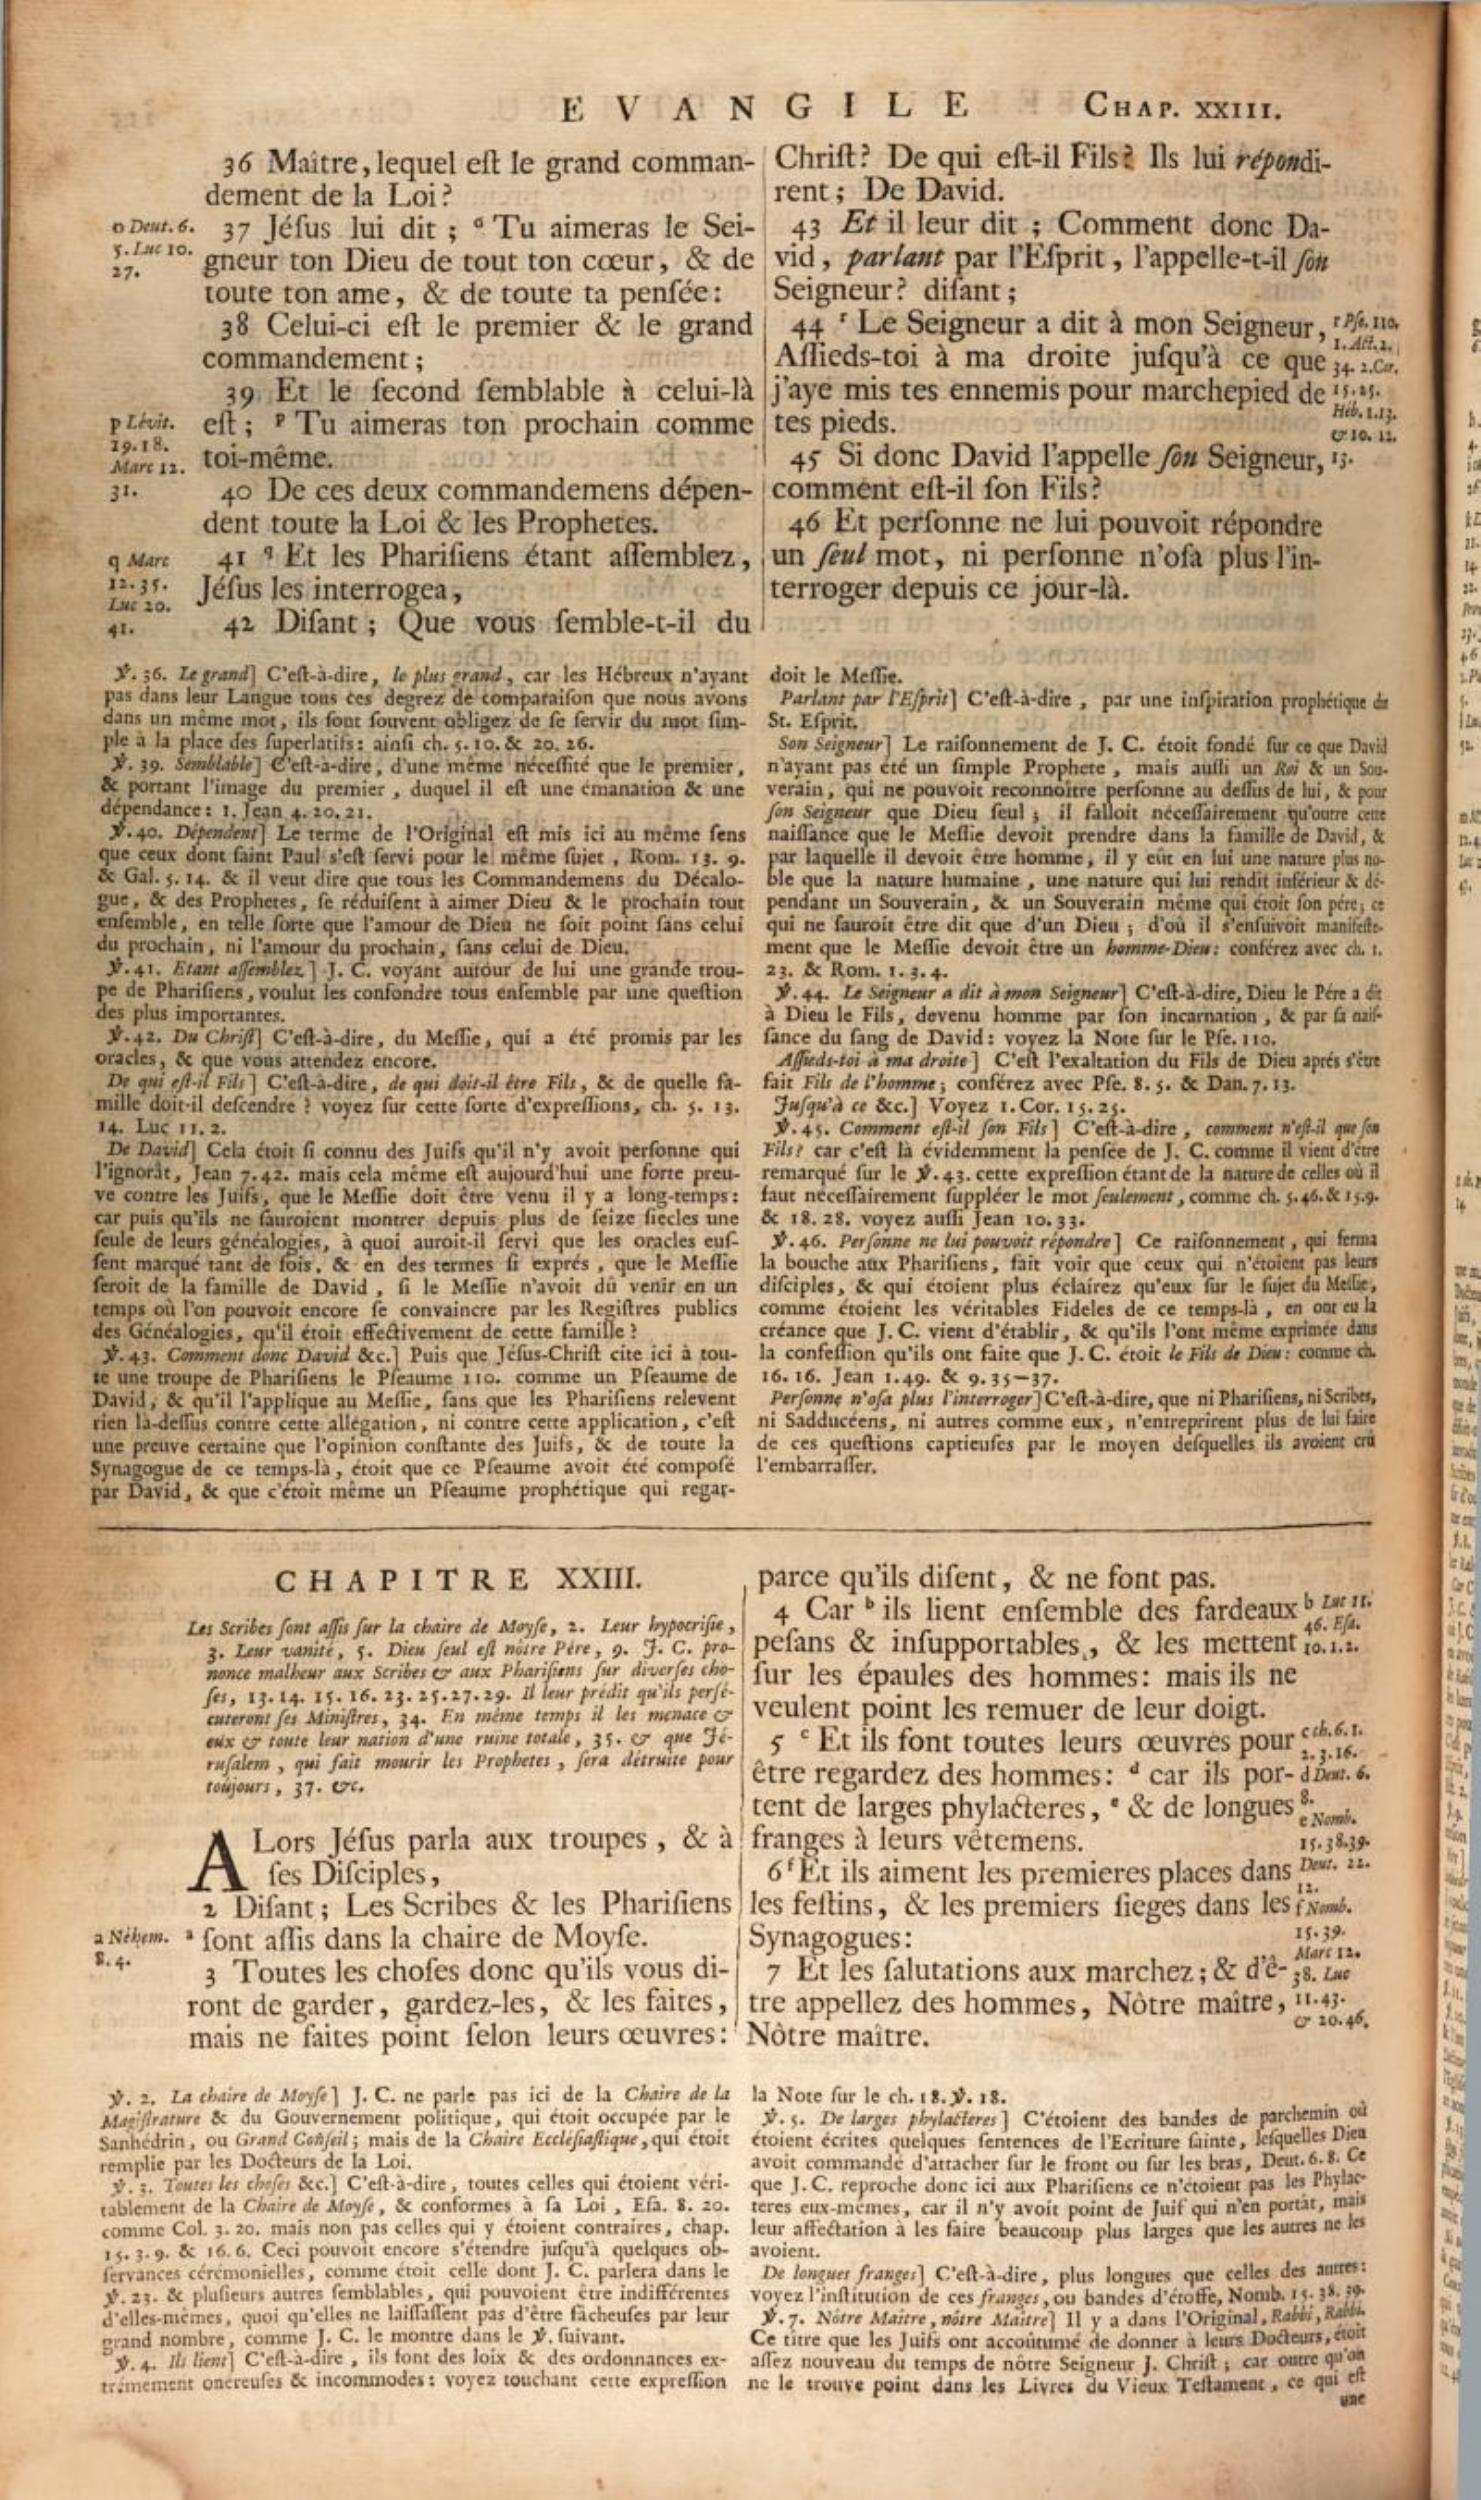 EVANGILE CHAP. XXIII.
36 Maître, lequel eſt le grand comman-
dement de la Loi?
o Deut. 6.
5. Luc 10.
27.
37 Jéſus lui dit ; ᵒ Tu aimeras le Sei-
gneur ton Dieu de tout ton cœur, & de
toute ton ame, & de toute ta penſée:
38 Celui-ci eſt le premier & le grand
commandement ;
39 Et le ſecond ſemblable à celui-là
p Lévit.
19. 18.
Marc 12.
31.
eſt ; ᵖ Tu aimeras ton prochain comme
toi-même.
40 De ces deux commandemens dépen-
dent toute la Loi & les Prophetes.
q Marc
12. 35.
Luc 20.
41.
41 q Et les Phariſiens étant aſſemblez,
Jéſus les interrogea,
42 Diſant ; Que vous ſemble-t-il du
Chriſt? De qui eſt-il Fils? Ils lui répondi-
rent ; De David.
43 Et il leur dit ; Comment donc Da-
vid, parlant par l'Eſprit, l'appelle-t-il ſon
Seigneur? diſant ;
44 ʳ Le Seigneur a dit à mon Seigneur,
Aſſieds-toi à ma droite juſqu'à ce que
j'aye mis tes ennemis pour marchepied de
tes pieds.
r Pſe. 110.
1. Act. 2.
34. 1. Cor.
15. 25.
Héb. 1. 13.
& 10. 12.
13.
45 Si donc David l'appelle ſon Seigneur,
comment eſt-il ſon Fils?
46 Et perſonne ne lui pouvoit répondre
un ſeul mot, ni perſonne n'oſa plus l'in-
terroger depuis ce jour-là.
℣. 36. Le grand] C'eſt-à-dire, le plus grand, car les Hébreux n'ayant
pas dans leur Langue tous ces degrez de comparaiſon que nous avons
dans un même mot, ils ſont ſouvent obligez de ſe ſervir du mot ſim-
ple à la place des ſuperlatifs: ainſi ch. 5. 10. & 20. 26.
℣. 39. Semblable] C'eſt-à-dire, d'une même néceſſité que le premier,
& portant l'image du premier, duquel il eſt une émanation & une
dépendance: 1. Jean 4. 20. 21.
℣. 40. Dépendent] Le terme de l'Original eſt mis ici au même ſens
que ceux dont ſaint Paul s'eſt ſervi pour le même ſujet, Rom. 13. 9.
& Gal. 5. 14. & il veut dire que tous les Commandemens du Décalo-
gue, & des Prophetes, ſe réduiſent à aimer Dieu & le prochain tout
enſemble, en telle ſorte que l'amour de Dieu ne ſoit point ſans celui
du prochain, ni l'amour du prochain, ſans celui de Dieu.
℣. 41. Etant aſſemblez] J. C. voyant autour de lui une grande trou-
pe de Phariſiens, voulut les confondre tous enſemble par une queſtion
des plus importantes.
℣. 42. Du Chriſt] C'eſt-à-dire, du Meſſie, qui a été promis par les
oracles, & que vous attendez encore.
De qui eſt-il Fils] C'eſt-à-dire, de qui doit-il être Fils, & de quelle fa-
mille doit-il deſcendre? voyez ſur cette ſorte d'expreſſions, ch. 5. 13.
14. Luc 11. 2.
De David] Cela étoit ſi connu des Juifs qu'il n'y avoit perſonne qui
l'ignorât, Jean 7. 42. mais cela même eſt aujourd'hui une forte preu-
ve contre les Juifs, que le Meſſie doit être venu il y a long-temps:
car puis qu'ils ne ſauroient montrer depuis plus de ſeize ſiecles une
ſeule de leurs généalogies, à quoi auroit-il ſervi que les oracles euſ-
ſent marqué tant de fois, & en des termes ſi exprés, que le Meſſie
ſeroit de la famille de David, ſi le Meſſie n'avoit dû venir en un
temps où l'on pouvoit encore ſe convaincre par les Regiſtres publics
des Généalogies, qu'il étoit effectivement de cette famille?
℣. 43. Comment donc David &c.] Puis que Jéſus-Chriſt cite ici à tou-
te une troupe de Phariſiens le Pſeaume 110. comme un Pſeaume de
David, & qu'il l'applique au Meſſie, ſans que les Phariſiens relevent
rien là-deſſus contre cette allégation, ni contre cette application, c'eſt
une preuve certaine que l'opinion conſtante des Juifs, & de toute la
Synagogue de ce temps-là, étoit que ce Pſeaume avoit été compoſé
par David, & que c'étoit même un Pſeaume prophétique qui regar-
doit le Meſſie.
Parlant par l'Eſprit] C'eſt-à-dire, par une inſpiration prophétique du
St. Eſprit.
Son Seigneur] Le raiſonnement de J. C. étoit fondé ſur ce que David
n'ayant pas été un ſimple Prophete, mais auſſi un Roi & un Sou-
verain, qui ne pouvoit reconnoître perſonne au deſſus de lui, & pour
ſon Seigneur que Dieu ſeul ; il falloit néceſſairement qu'outre cette
naiſſance que le Meſſie devoit prendre dans la famille de David, &
par laquelle il devoit être homme, il y eût en lui une nature plus no-
ble que la nature humaine, une nature qui lui rendit inférieur & dé-
pendant un Souverain, & un Souverain même qui étoit ſon pére; ce
qui ne ſauroit être dit que d'un Dieu ; d'où il s'enſuivoit manifeſte-
ment que le Meſſie devoit être un homme-Dieu: conférez avec ch. 1.
23. & Rom. 1. 3. 4.
℣. 44. Le Seigneur a dit à mon Seigneur] C'eſt-à-dire, Dieu le Pére a dit
à Dieu le Fils, devenu homme par ſon incarnation, & par ſa naiſ-
ſance du ſang de David: voyez la Note ſur le Pſe. 110.
Aſſieds-toi à ma droite] C'eſt l'exaltation du Fils de Dieu aprés s'être
fait Fils de l'homme; conférez avec Pſe. 8. 5. & Dan. 7. 13.
Juſqu'à ce &c.] Voyez 1. Cor. 15. 25.
℣. 45. Comment eſt-il ſon Fils] C'eſt-à-dire, comment n'eſt-il que ſon
Fils? car c'eſt là évidemment la penſée de J. C. comme il vient d'être
remarqué ſur le ℣. 43. cette expreſſion étant de la nature de celles où il
faut néceſſairement ſuppléer le mot ſeulement, comme ch. 5. 46. & 15. 9.
& 18. 28. voyez auſſi Jean 10. 33.
℣. 46. Perſonne ne lui pouvoit répondre] Ce raiſonnement, qui ferma
la bouche aux Phariſiens, fait voir que ceux qui n'étoient pas leurs
diſciples, & qui étoient plus éclairez qu'eux ſur le ſujet du Meſſie,
comme étoient les véritables Fideles de ce temps-là, en ont eu la
créance que J. C. vient d'établir, & qu'ils l'ont même exprimée dans
la confeſſion qu'ils ont faite que J. C. étoit le Fils de Dieu: comme ch.
16. 16. Jean 1. 49. & 9. 35-37.
Perſonne n'oſa plus l'interroger] C'eſt-à-dire, que ni Phariſiens, ni Scribes,
ni Sadducéens, ni autres comme eux, n'entreprirent plus de lui faire
de ces queſtions captieuſes par le moyen deſquelles ils avoient crû
l'embarraſſer.
CHAPITRE XXIII.
Les Scribes ſont aſſis ſur la chaire de Moyſe, 2. Leur hypocriſie,
3. Leur vanité, 5. Dieu ſeul eſt nôtre Pére, 9. J. C. pro-
nonce malheur aux Scribes & aux Phariſiens ſur diverſes cho-
ſes, 13. 14. 15. 16. 23. 25. 27. 29. Il leur prédit qu'ils perſé-
cuteront ſes Miniſtres, 34. En même temps il les menace &
eux & toute leur nation d'une ruine totale, 35. & que Jé-
ruſalem, qui fait mourir les Prophetes, ſera détruite pour
toûjours, 37. &c.
ALors Jéſus parla aux troupes, & à
ſes Diſciples,
2 Diſant ; Les Scribes & les Phariſiens
a Néhem.
8. 4.
ᵃ ſont aſſis dans la chaire de Moyſe.
3 Toutes les choſes donc qu'ils vous di-
ront de garder, gardez-les, & les faites,
mais ne faites point ſelon leurs œuvres:
parce qu'ils diſent, & ne font pas.
4 Car ᵇ ils lient enſemble des fardeaux
peſans & inſupportables, & les mettent
ſur les épaules des hommes: mais ils ne
veulent point les remuer de leur doigt.
b Luc 11.
46. Eſa.
10. 1. 2.
5 ᶜ Et ils font toutes leurs œuvres pour
être regardez des hommes: ᵈ car ils por-
tent de larges phylacteres, ᵉ & de longues
franges à leurs vêtemens.
c ch. 6. 1.
2. 3. 16.
d Deut. 6.
8.
e Nomb.
15. 38. 39.
Deut. 22.
12.
6 ᶠ Et ils aiment les premieres places dans
les feſtins, & les premiers ſieges dans les
Synagogues:
f Nomb.
15. 39.
Marc 12.
38. Luc
11. 43.
& 20. 46.
7 Et les ſalutations aux marchez ; & d'ê-
tre appellez des hommes, Nôtre maître,
Nôtre maître.
℣. 2. La chaire de Moyſe] J. C. ne parle pas ici de la Chaire de la
Magiſtrature & du Gouvernement politique, qui étoit occupée par le
Sanhédrin, ou Grand Conſeil ; mais de la Chaire Eccléſiaſtique, qui étoit
remplie par les Docteurs de la Loi.
℣. 3. Toutes les choſes &c.] C'eſt-à-dire, toutes celles qui étoient véri-
tablement de la Chaire de Moyſe, & conformes à ſa Loi, Eſa. 8. 20.
comme Col. 3. 20. mais non pas celles qui y étoient contraires, chap.
15. 3. 9. & 16. 6. Ceci pouvoit encore s'étendre juſqu'à quelques ob-
ſervances cérémonielles, comme étoit celle dont J. C. parlera dans le
℣. 23. & pluſieurs autres ſemblables, qui pouvoient être indifférentes
d'elles-mêmes, quoi qu'elles ne laiſſaſſent pas d'être fâcheuſes par leur
grand nombre, comme J. C. le montre dans le ℣. ſuivant.
℣. 4. Ils lient] C'eſt-à-dire, ils font des loix & des ordonnances ex-
trémement onéreuſes & incommodes: voyez touchant cette expreſſion
la Note ſur le ch. 18. ℣. 18.
℣. 5. De larges phylacteres] C'étoient des bandes de parchemin où
étoient écrites quelques ſentences de l'Ecriture ſainte, leſquelles Dieu
avoit commandé d'attacher ſur le front ou ſur les bras, Deut. 6. 8. Ce
que J. C. reproche donc ici aux Phariſiens ce n'étoient pas les Phylac-
teres eux-mêmes, car il n'y avoit point de Juif qui n'en portât, mais
leur affectation à les faire beaucoup plus larges que les autres ne les
avoient.
De longues franges] C'eſt-à-dire, plus longues que celles des autres:
voyez l'inſtitution de ces franges, ou bandes d'étoffe, Nomb. 15. 38. 39.
℣. 7. Nôtre Maître, nôtre Maître] Il y a dans l'Original, Rabbi, Rabbi.
Ce titre que les Juifs ont accoûtumé de donner à leurs Docteurs, étoit
aſſez nouveau du temps de nôtre Seigneur J. Chriſt ; car outre qu'on
ne le trouve point dans les Livres du Vieux Teſtament, ce qui eſt
une